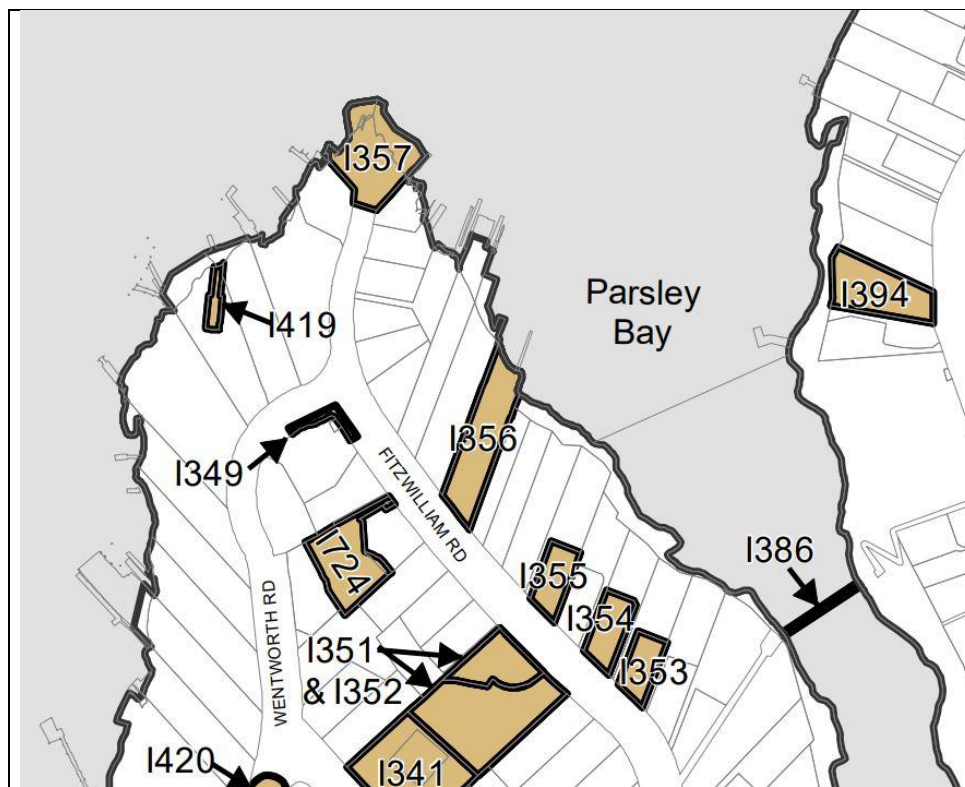 I357
Parsley
Bay
I394
I419
I356
I349
FITZWILLIAM RD
I724
I386
I355
I354
I353
I351
& I352
WENTWORTH RD
I420
I341